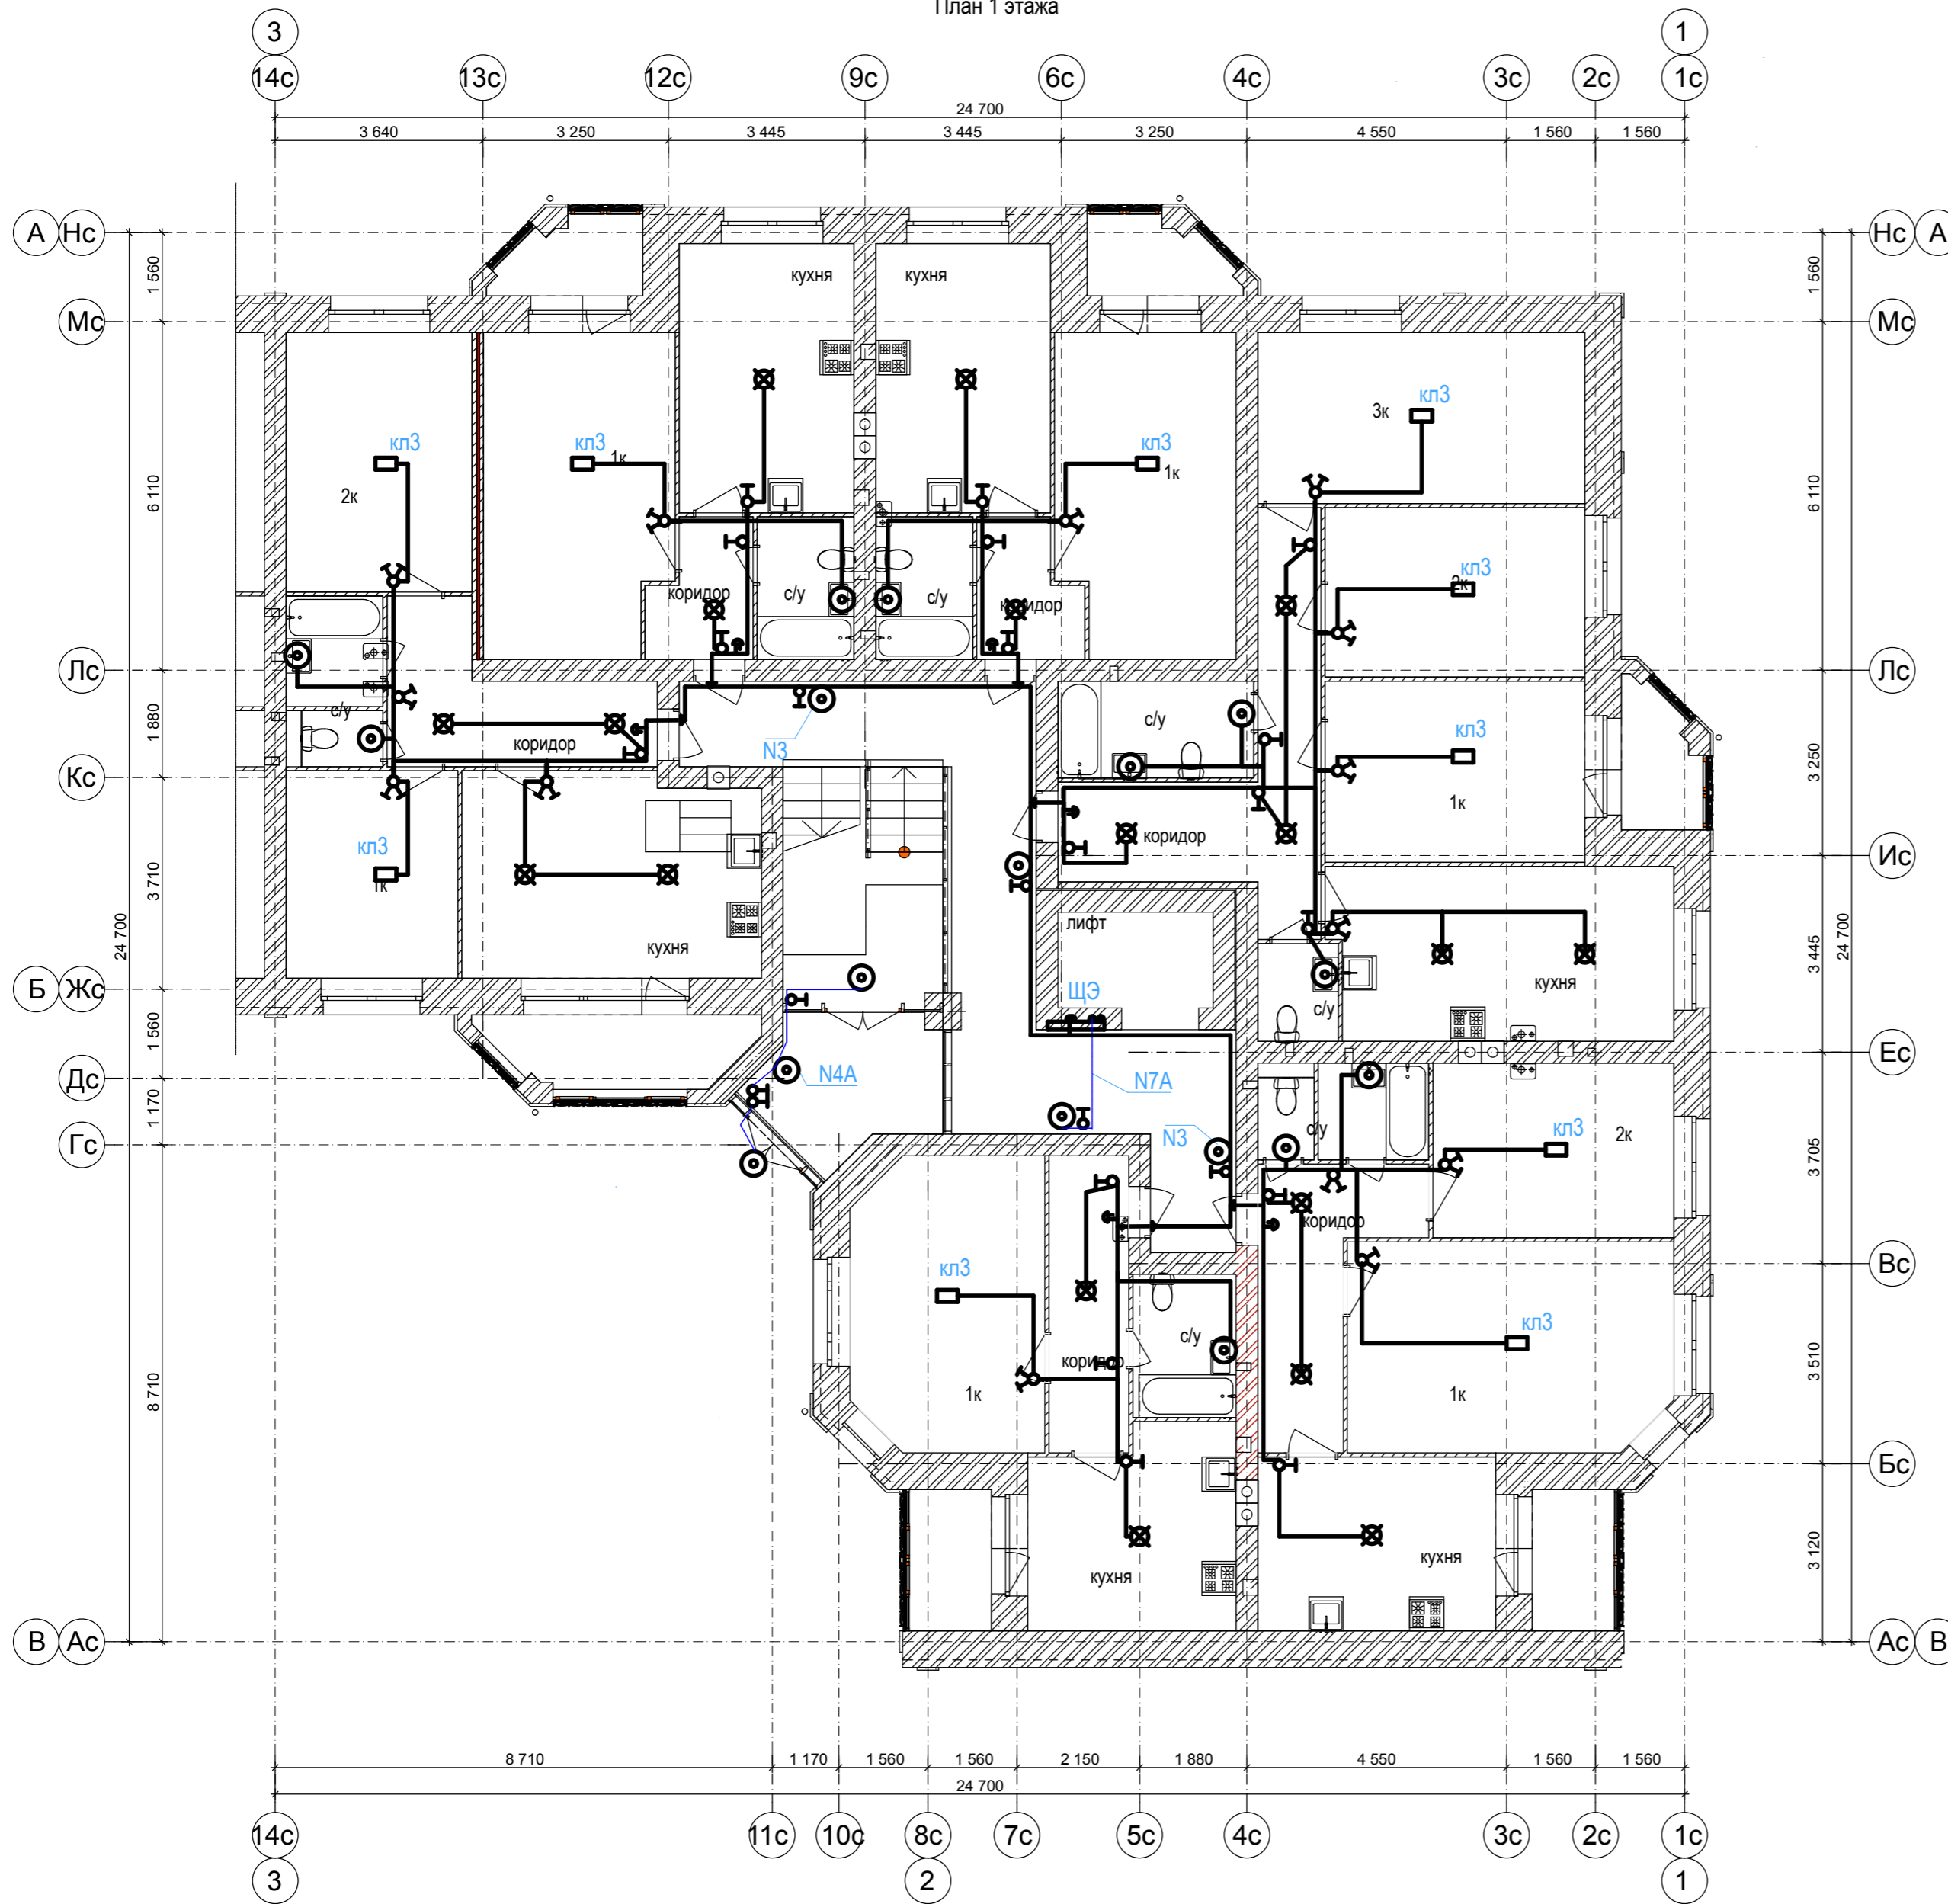 План 1 этажа
3 1
14с 13с 12с 9с 6с 4с 3с 2с 1с
24 700
3 640 3 250 3 445 3 445 3 250 4 550 1 560 1 560
А Нс Нс А
1 560 1 560
кухня кухня
Мс Мс
3к кл3
кл3 кл3 1к кл3 1к
2к
6 110 6 110
кл3
2к
коридор с/у с/у коридор
Лс Лс
с/у с/у
1 880 коридор N3 кл3 3 250
Кс Кс
1к
коридор
кл3 Ис
1к
3 710
24 700 24 700
лифт
кухня 3 445
кухня
Б Жс ЩЭ
с/у
1 560
Ес
Дс N4А N7А
1 170 с/у кл3 2к
Гс N3
3 705
коридор
Вс
кл3
кл3
с/у
коридор 3 510
8 710 1к 1к
Бс
кухня кухня 3 120
В Ас Ас В
8 710 1 170 1 560 1 560 2 150 1 880 4 550 1 560 1 560
24 700
14с 11с 10с 8с 7с 5с 4с 3с 2с 1с
3 2 1